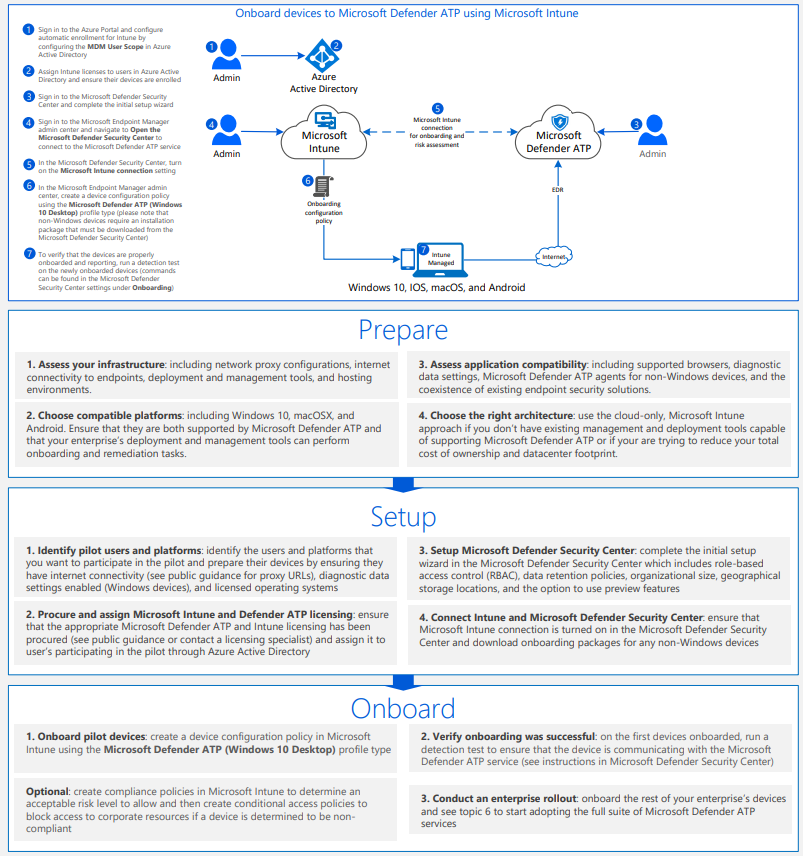 Onboard devices to Microsoft Defender ATP using Microsoft Intune
1
Sign in to the Azure Portal and configure
automatic enrollment for Intune by
configuring the MDM User Scope in Azure
Active Directory
2
Assign Intune licenses to users in Azure Active
Directory and ensure their devices are enrolled
3
Sign in to the Microsoft Defender Security
Center and complete the initial setup wizard
4
Sign in to the Microsoft Endpoint Manager
admin center and navigate to Open the
Microsoft Defender Security Center to
connect to the Microsoft Defender ATP service
5
In the Microsoft Defender Security Center, turn
on the Microsoft Intune connection setting
6
In the Microsoft Endpoint Manager admin
center, create a device configuration policy
using the Microsoft Defender ATP (Windows
10 Desktop) profile type (please note that
non-Windows devices require an installation
package that must be downloaded from the
Microsoft Defender Security Center)
7
To verify that the devices are properly
onboarded and reporting, run a detection test
on the newly onboarded devices (commands
can be found in the Microsoft Defender
Security Center settings under Onboarding)
1
Admin
2
Azure
Active Directory
4
Admin
Microsoft
Intune
5
Microsoft Intune
connection
for onboarding and
risk assessment
Microsoft
Defender ATP
3
Admin
6
Onboarding
configuration
policy
EDR
7
Intune
Managed
Internet
Windows 10, IOS, macOS, and Android
Prepare
1. Assess your infrastructure: including network proxy configurations, internet
connectivity to endpoints, deployment and management tools, and hosting
environments.
2. Choose compatible platforms: including Windows 10, macOSX, and
Android. Ensure that they are both supported by Microsoft Defender ATP and
that your enterprise's deployment and management tools can perform
onboarding and remediation tasks.
3. Assess application compatibility: including supported browsers, diagnostic
data settings, Microsoft Defender ATP agents for non-Windows devices, and the
coexistence of existing endpoint security solutions.
4. Choose the right architecture: use the cloud-only, Microsoft Intune
approach if you don't have existing management and deployment tools capable
of supporting Microsoft Defender ATP or if your are trying to reduce your total
cost of ownership and datacenter footprint.
Setup
1. Identify pilot users and platforms: identify the users and platforms that
you want to participate in the pilot and prepare their devices by ensuring they
have internet connectivity (see public guidance for proxy URLs), diagnostic data
settings enabled (Windows devices), and licensed operating systems
2. Procure and assign Microsoft Intune and Defender ATP licensing: ensure
that the appropriate Microsoft Defender ATP and Intune licensing has been
procured (see public guidance or contact a licensing specialist) and assign it to
user's participating in the pilot through Azure Active Directory
3. Setup Microsoft Defender Security Center: complete the initial setup
wizard in the Microsoft Defender Security Center which includes role-based
access control (RBAC), data retention policies, organizational size, geographical
storage locations, and the option to use preview features
4. Connect Intune and Microsoft Defender Security Center: ensure that
Microsoft Intune connection is turned on in the Microsoft Defender Security
Center and download onboarding packages for any non-Windows devices
Onboard
1. Onboard pilot devices: create a device configuration policy in Microsoft
Intune using the Microsoft Defender ATP (Windows 10 Desktop) profile type
Optional: create compliance policies in Microsoft Intune to determine an
acceptable risk level to allow and then create conditional access policies to
block access to corporate resources if a device is determined to be non-
compliant
2. Verify onboarding was successful: on the first devices onboarded, run a
detection test to ensure that the device is communicating with the Microsoft
Defender ATP service (see instructions in Microsoft Defender Security Center)
3. Conduct an enterprise rollout: onboard the rest of your enterprise's devices
and see topic 6 to start adopting the full suite of Microsoft Defender ATP
services